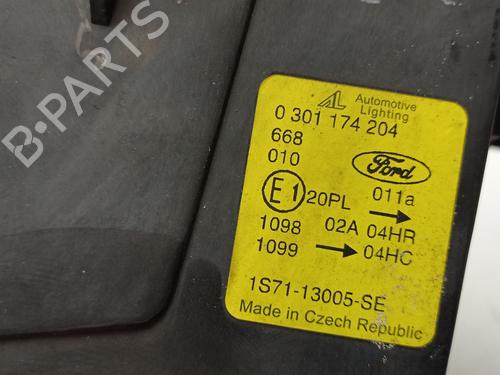 B-PARTS
AL Automotive Lighting
0 301 174 204
668
010
Ford
E1 20PL → 011a
1098 02A 04HR
1099 → 04HC
1S71-13005-SE
Made in Czech Republic